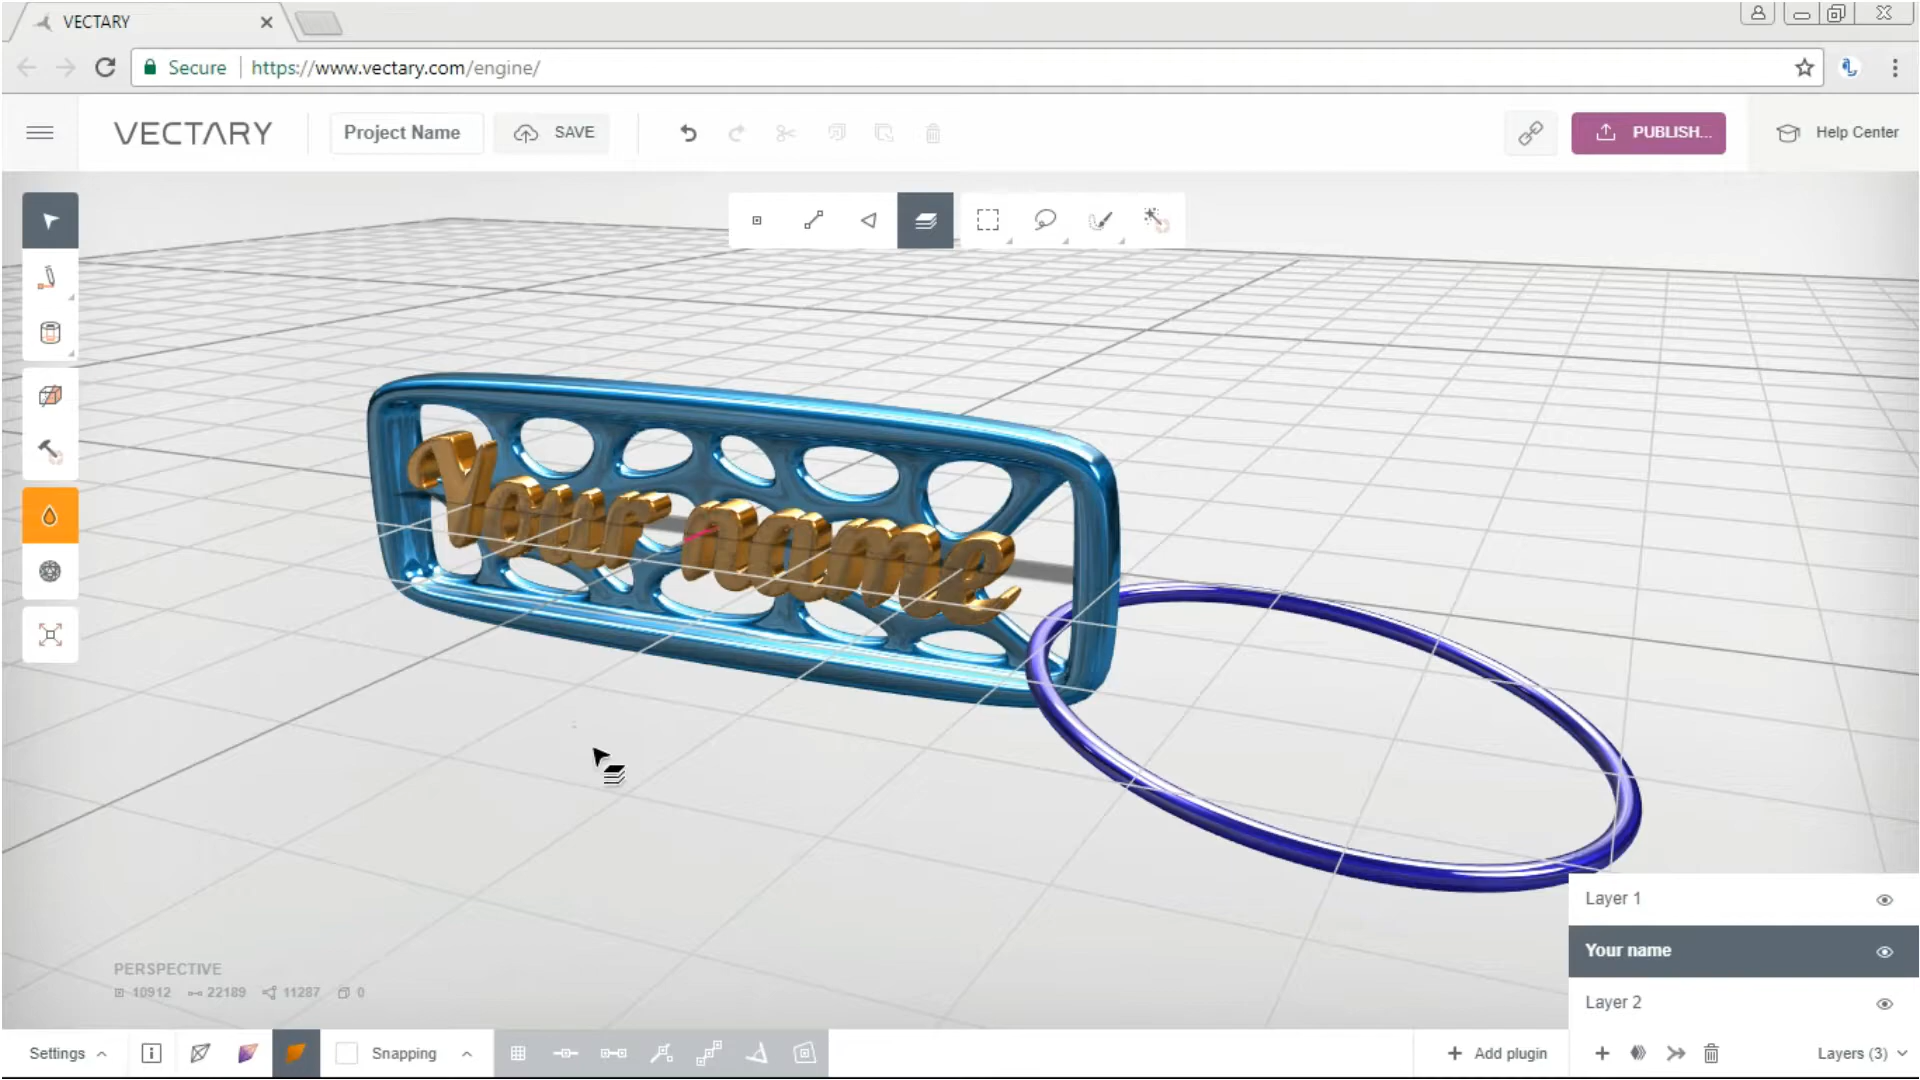 VECTARY
Secure https://www.vectary.com/engine/
VECTARY
Project Name
SAVE
PUBLISH...
Help Center
Your name
PERSPECTIVE
10912 22189 11287 0
Layer 1
Your name
Layer 2
Settings
Snapping
Add plugin
Layers (3)